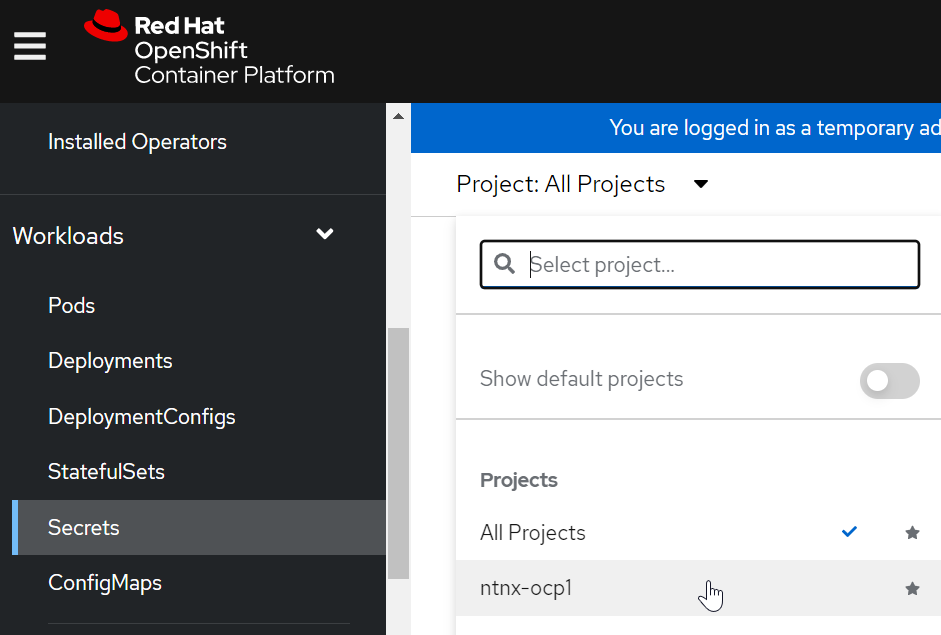 Red Hat
OpenShift
Container Platform
Installed Operators
Workloads
Pods
Deployments
DeploymentConfigs
StatefulSets
Secrets
ConfigMaps
You are logged in as a temporary ad
Project: All Projects
Select project...
Show default projects
Projects
All Projects
ntnx-ocp1